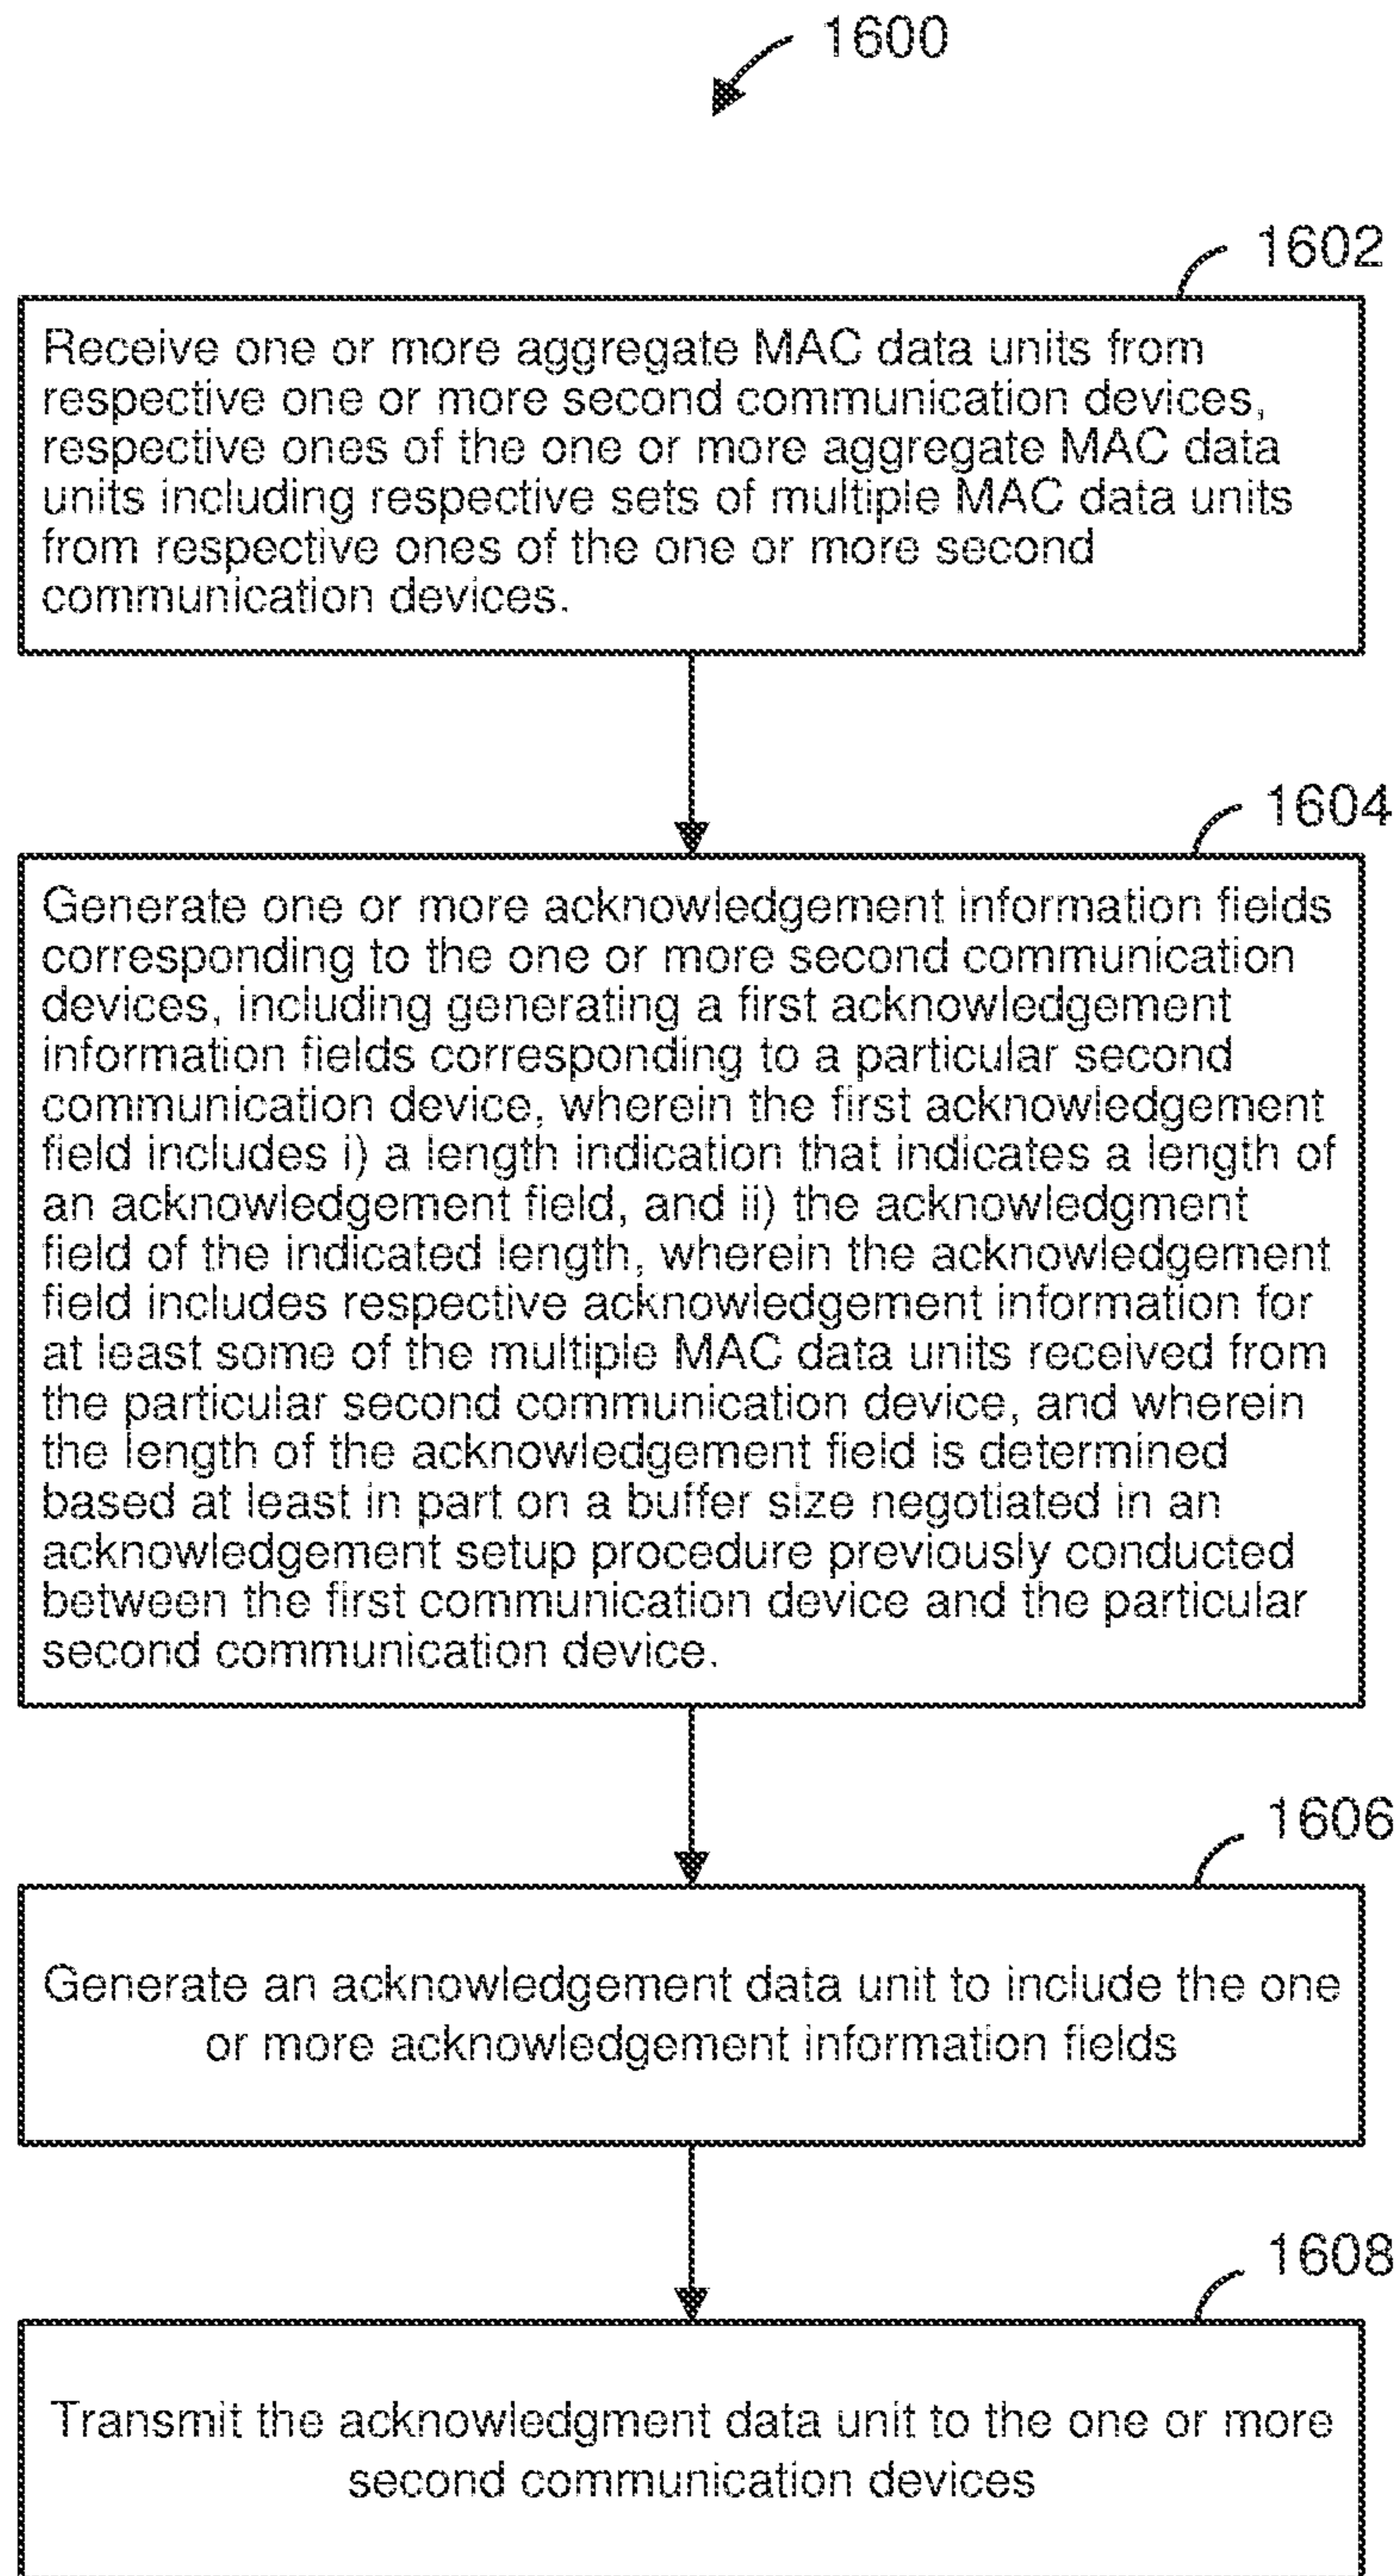 1600
1602
Receive one or more aggregate MAC data units from
respective one or more second communication devices,
respective ones of the one or more aggregate MAC data
units including respective sets of multiple MAC data units
from respective ones of the one or more second
communication devices.
1604
Generate one or more acknowledgement information fields
corresponding to the one or more second communication
devices, including generating a first acknowledgement
information fields corresponding to a particular second
communication device, wherein the first acknowledgement
field includes i) a length indication that indicates a length of
an acknowledgement field, and ii) the acknowledgment
field of the indicated length, wherein the acknowledgement
field includes respective acknowledgement information for
at least some of the multiple MAC data units received from
the particular second communication device, and wherein
the length of the acknowledgement field is determined
based at least in part on a buffer size negotiated in an
acknowledgement setup procedure previously conducted
between the first communication device and the particular
second communication device.
1606
Generate an acknowledgement data unit to include the one
or more acknowledgement information fields
1608
Transmit the acknowledgment data unit to the one or more
second communication devices